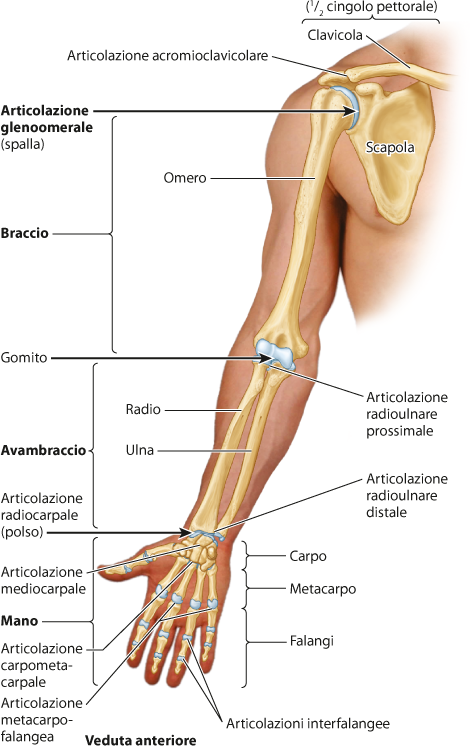 (1/2 cingolo pettorale)
Clavicola
Articolazione acromioclavicolare
Articolazione
glenoomerale
(spalla)
Scapola
Omero
Braccio
Gomito
Articolazione
radioulnare
prossimale
Radio
Avambraccio
Ulna
Articolazione
radioulnare
distale
Articolazione
radiocarpale
(polso)
Carpo
Articolazione
mediocarpale
Metacarpo
Mano
Falangi
Articolazione
carpometa-
carpale
Articolazione
metacarpo-
falangea
Articolazioni interfalangee
Veduta anteriore